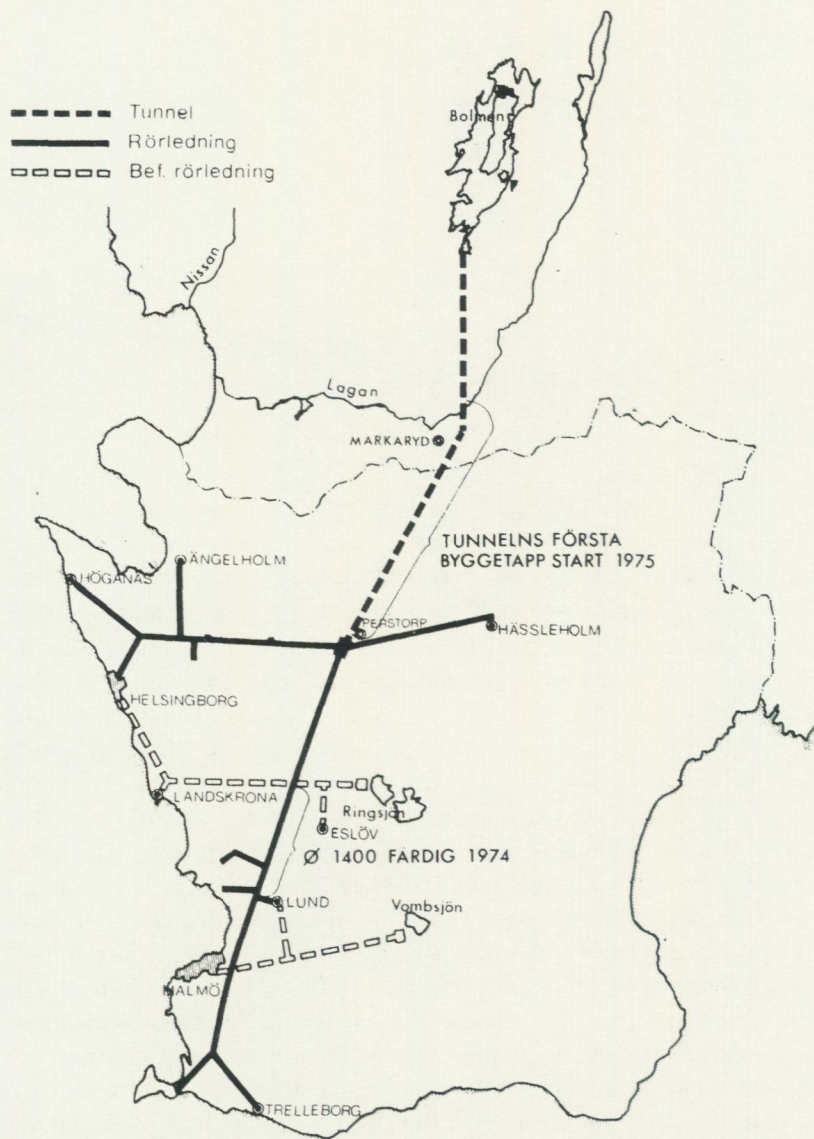 Tunnel
Rörledning
Bef. rörledning
Bolmen
Nissan
Lagan
MARKARYD
TUNNELNS FÖRSTA
BYGGETAPP START 1975
ÄNGELHOLM
HÖGANÄS
PERSTORP
HÄSSLEHOLM
HELSINGBORG
LANDSKRONA
Ringsjön
ESLÖV
Ø 1400 FÄRDIG 1974
LUND
Vombsjön
MALMÖ
TRELLEBORG